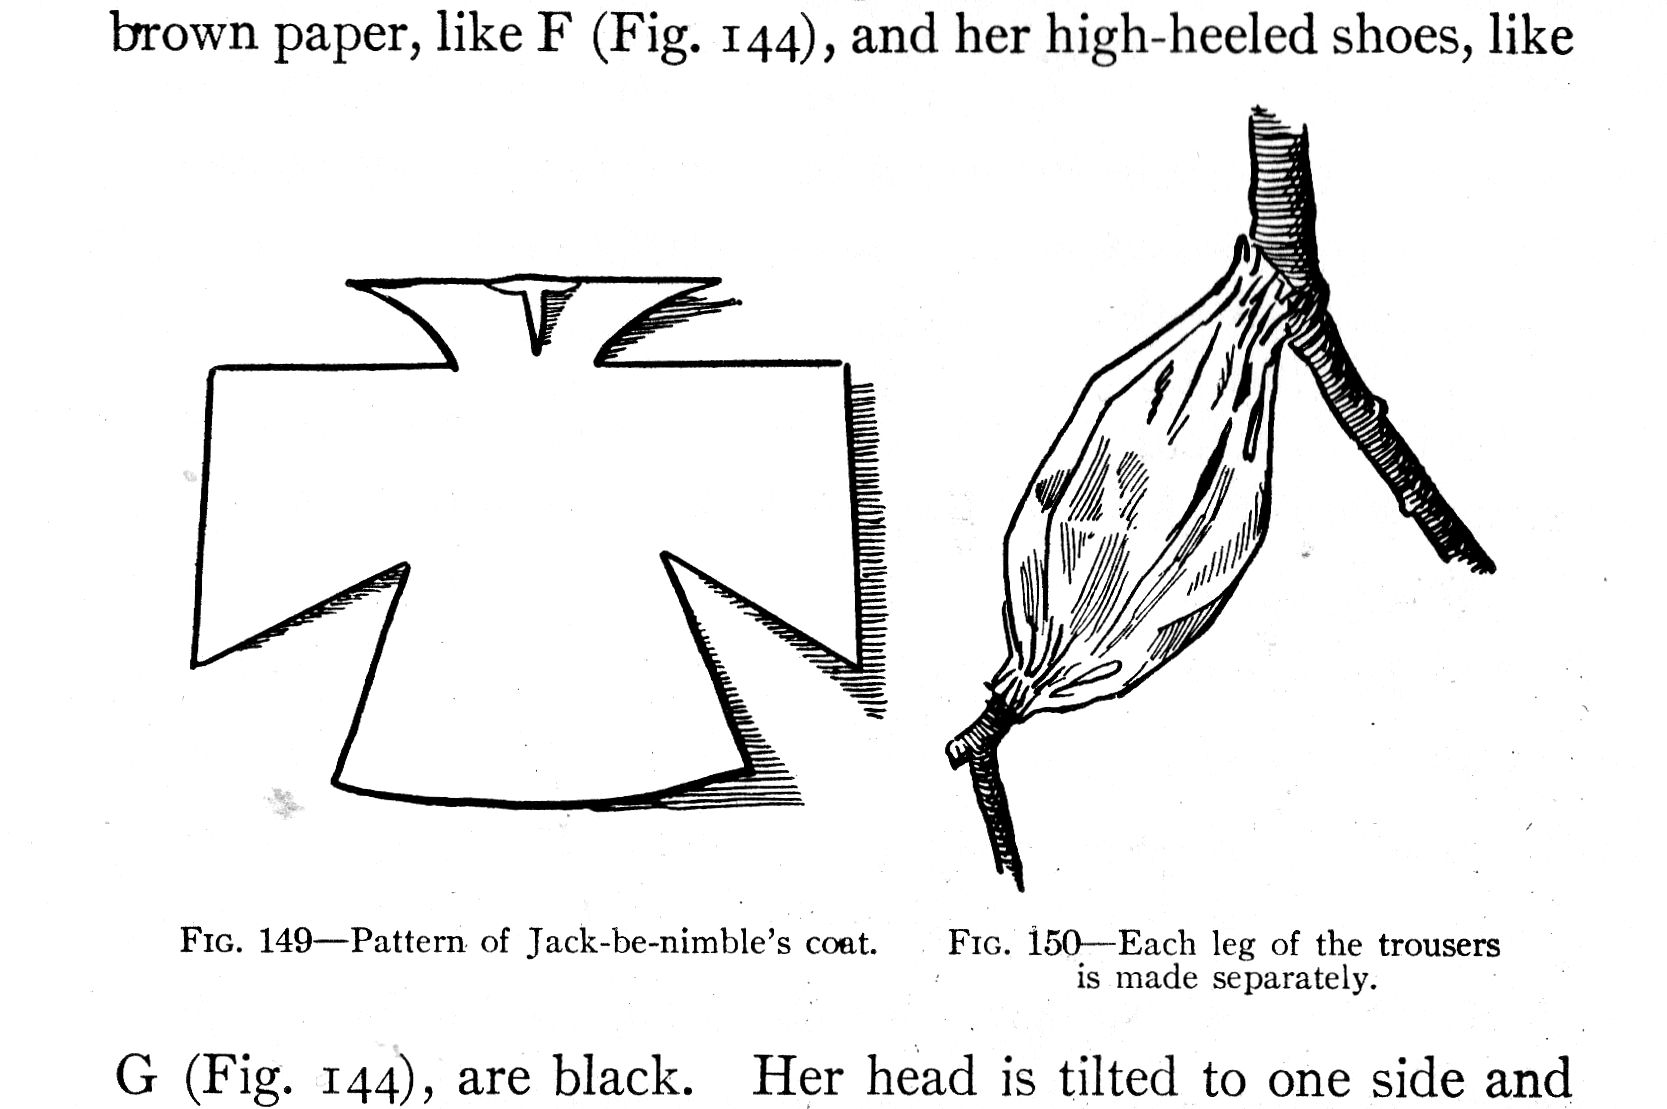 brown paper, like F (Fig. 144), and her high-heeled shoes, like
FIG. 149—Pattern of Jack-be-nimble's coat.
FIG. 150—Each leg of the trousers
is made separately.
G (Fig. 144), are black. Her head is tilted to one side and